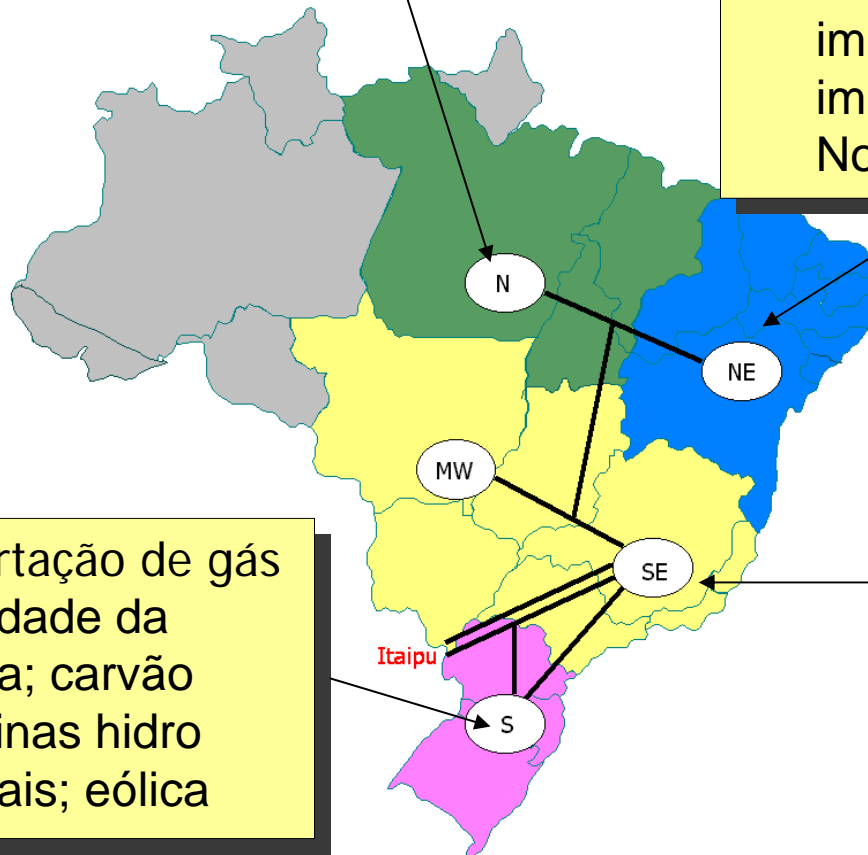 im
im
No
N
NE
MW
SE
Itaipu
S
rtação de gás
dade da
a; carvão
inas hidro
ais; eólica